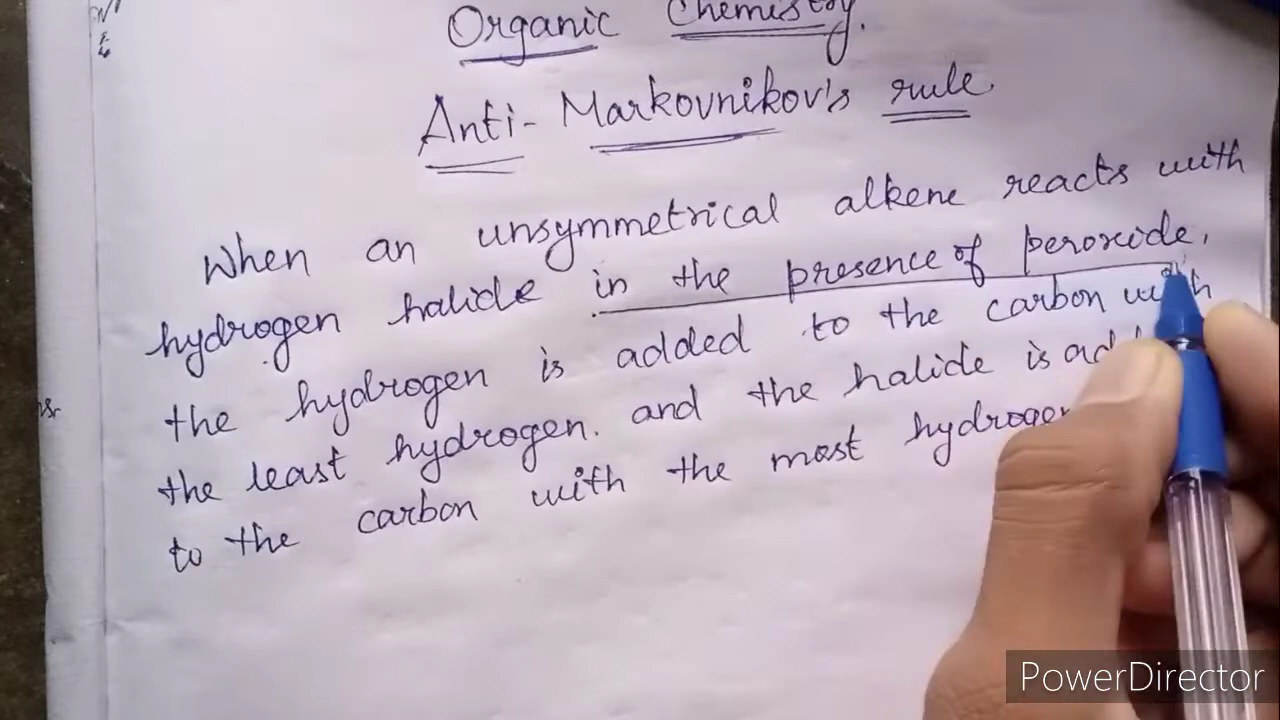 Organic Chemistry.
Anti-Markovnikov's rule.
When an unsymmetrical alkene reacts with
hydrogen halide in the presence of peroxide,
the hydrogen is added to the carbon with
the least hydrogen. and the halide is
to the carbon with the most
PowerDirector